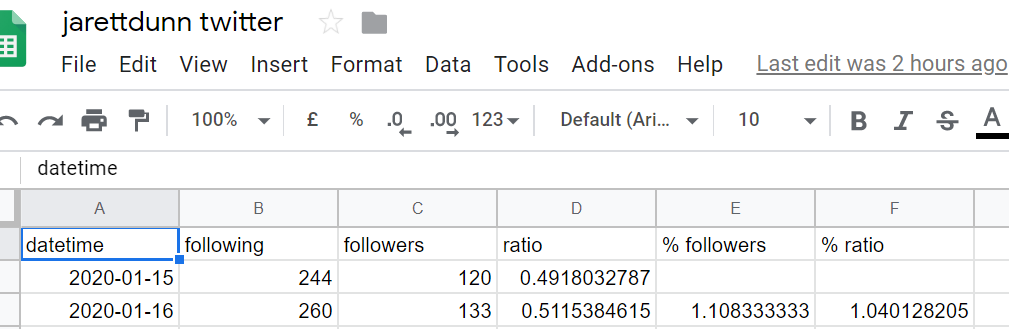 jarettdunn twitter
File Edit View Insert Format Data Tools Add-ons Help Last edit was 2 hours ago
100% £ % .0 .00 123 Default (Ari... 10 B I S A
datetime
A B C D E F
datetime following followers ratio % followers % ratio
2020-01-15 244 120 0.4918032787
2020-01-16 260 133 0.5115384615 1.108333333 1.040128205